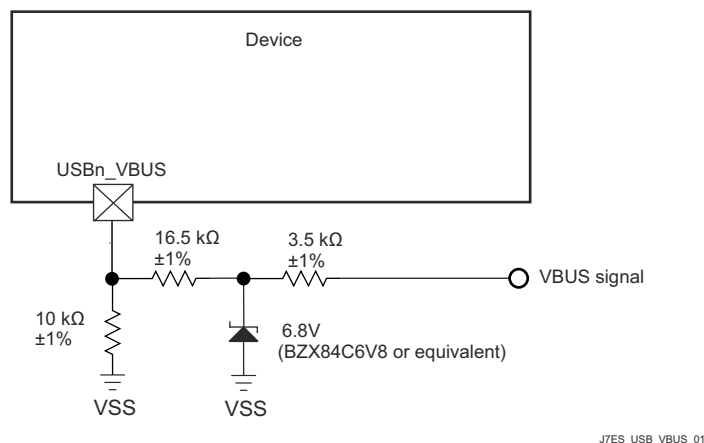 Device
USBn_VBUS
16.5 kΩ
±1%
3.5 kΩ
±1%
VBUS signal
10 kΩ
±1%
6.8V
(BZX84C6V8 or equivalent)
VSS
VSS
J7ES_USB_VBUS_01